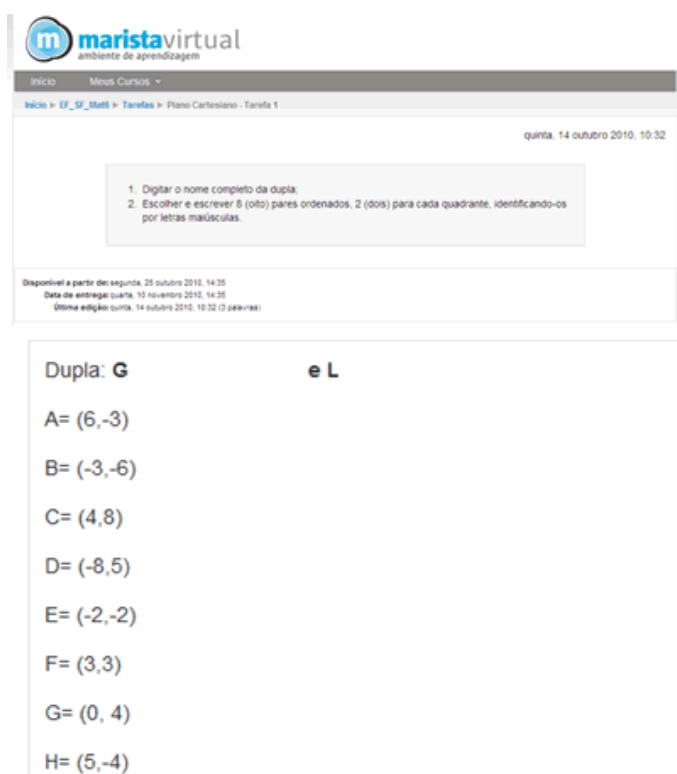 m maristavirtual
ambiente de aprendizagem
Início Meus Cursos
Início ► EF_SF_Mat6 ► Tarefas ► Plano Cartesiano - Tarefa 1
quinta, 14 outubro 2010, 10:32
1. Digitar o nome completo da dupla;
2. Escolher e escrever 8 (oito) pares ordenados, 2 (dois) para cada quadrante, identificando-os
por letras maiúsculas.
Disponível a partir de: segunda, 25 outubro 2010, 14:35
Data de entrega: quarta, 10 novembro 2010, 14:35
Última edição: quinta, 14 outubro 2010, 10:32 (3 palavras)
Dupla: G e L
A= (6,-3)
B= (-3,-6)
C= (4,8)
D= (-8,5)
E= (-2,-2)
F= (3,3)
G= (0, 4)
H= (5,-4)